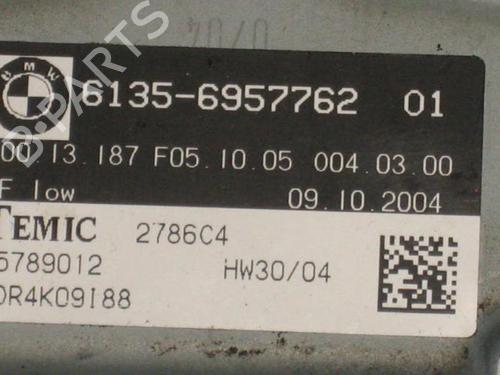 BMW
6135-6957762 01
00 13.187 F05.10.05 004.03.00
F low 09.10.2004
TEMIC 2786C4
5789012 HW30/04
0R4K09I88
B-PARTS